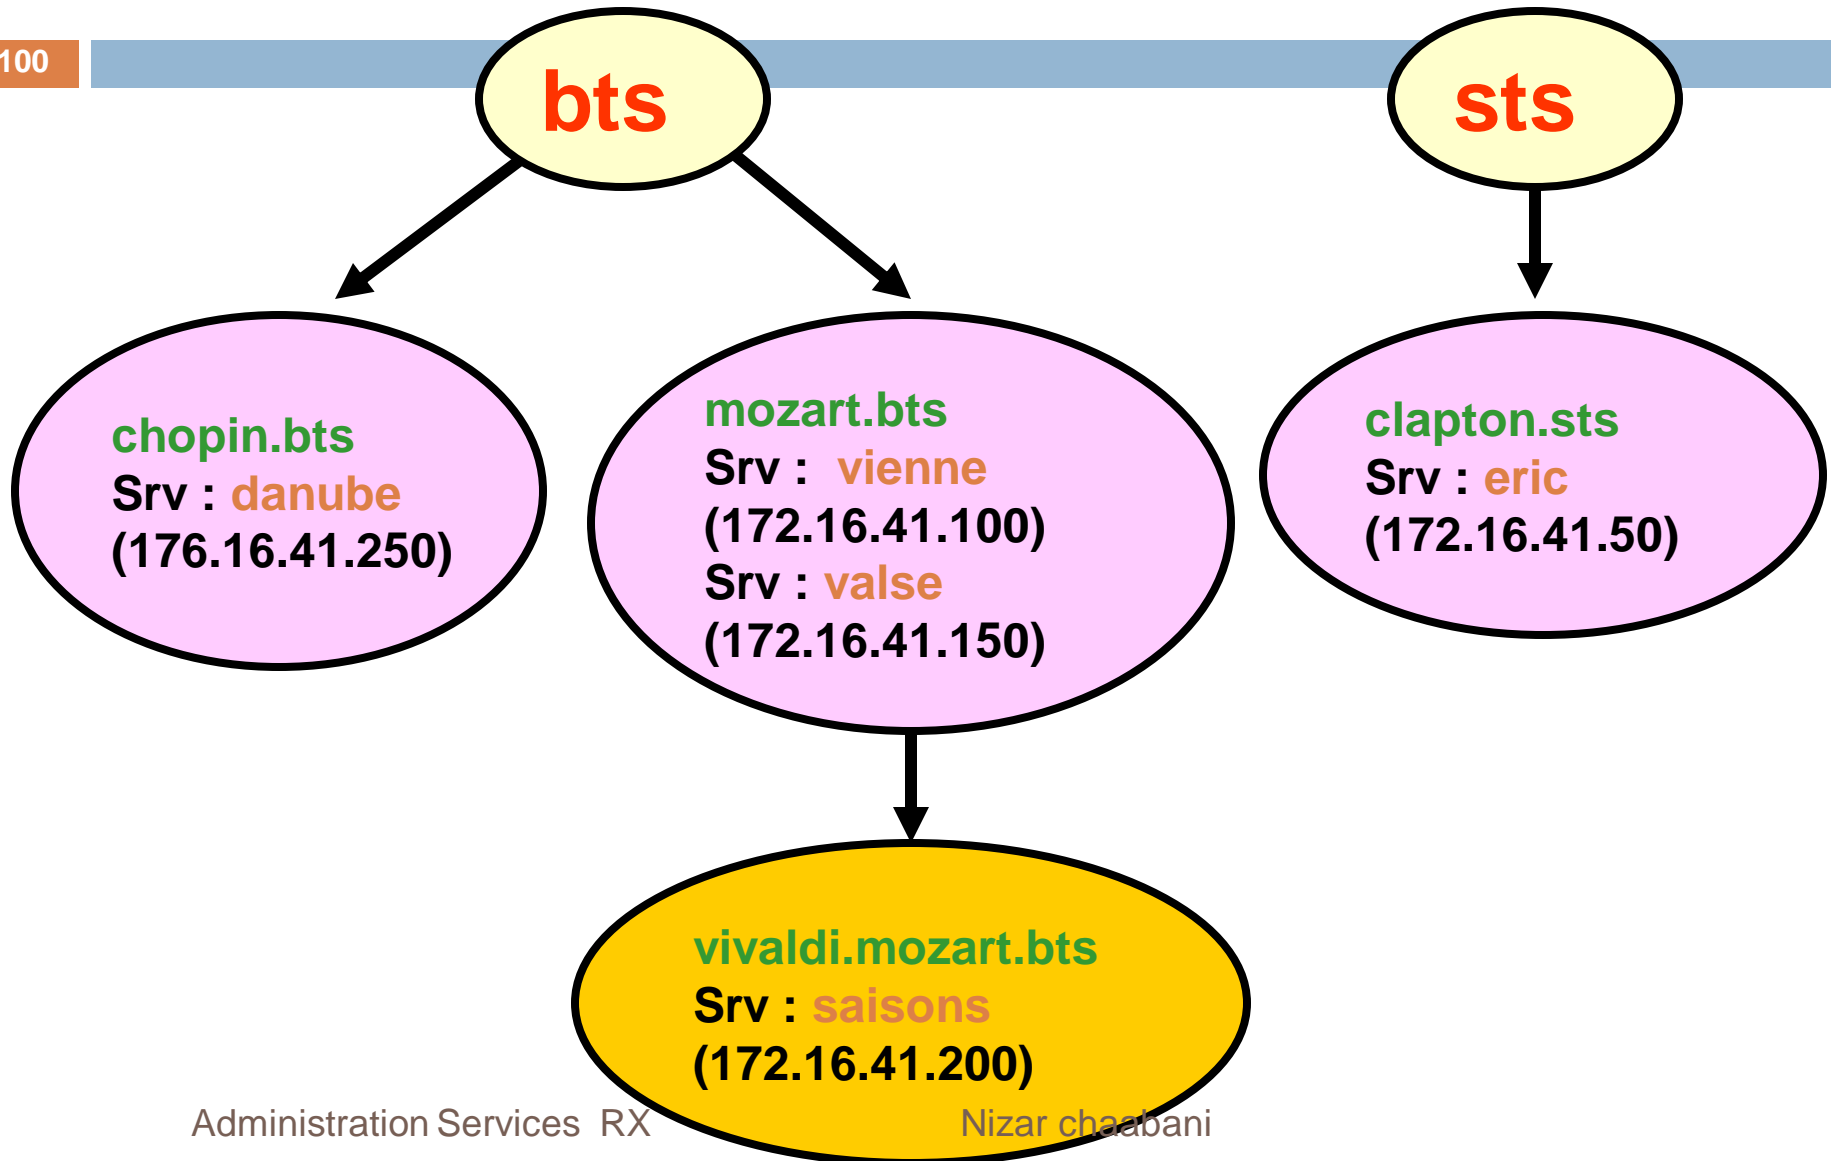 100
bts
sts
chopin.bts
Srv : danube
(176.16.41.250)
mozart.bts
Srv : vienne
(172.16.41.100)
Srv : valse
(172.16.41.150)
clapton.sts
Srv : eric
(172.16.41.50)
vivaldi.mozart.bts
Srv : saisons
(172.16.41.200)
Administration Services RX
Nizar chaabani